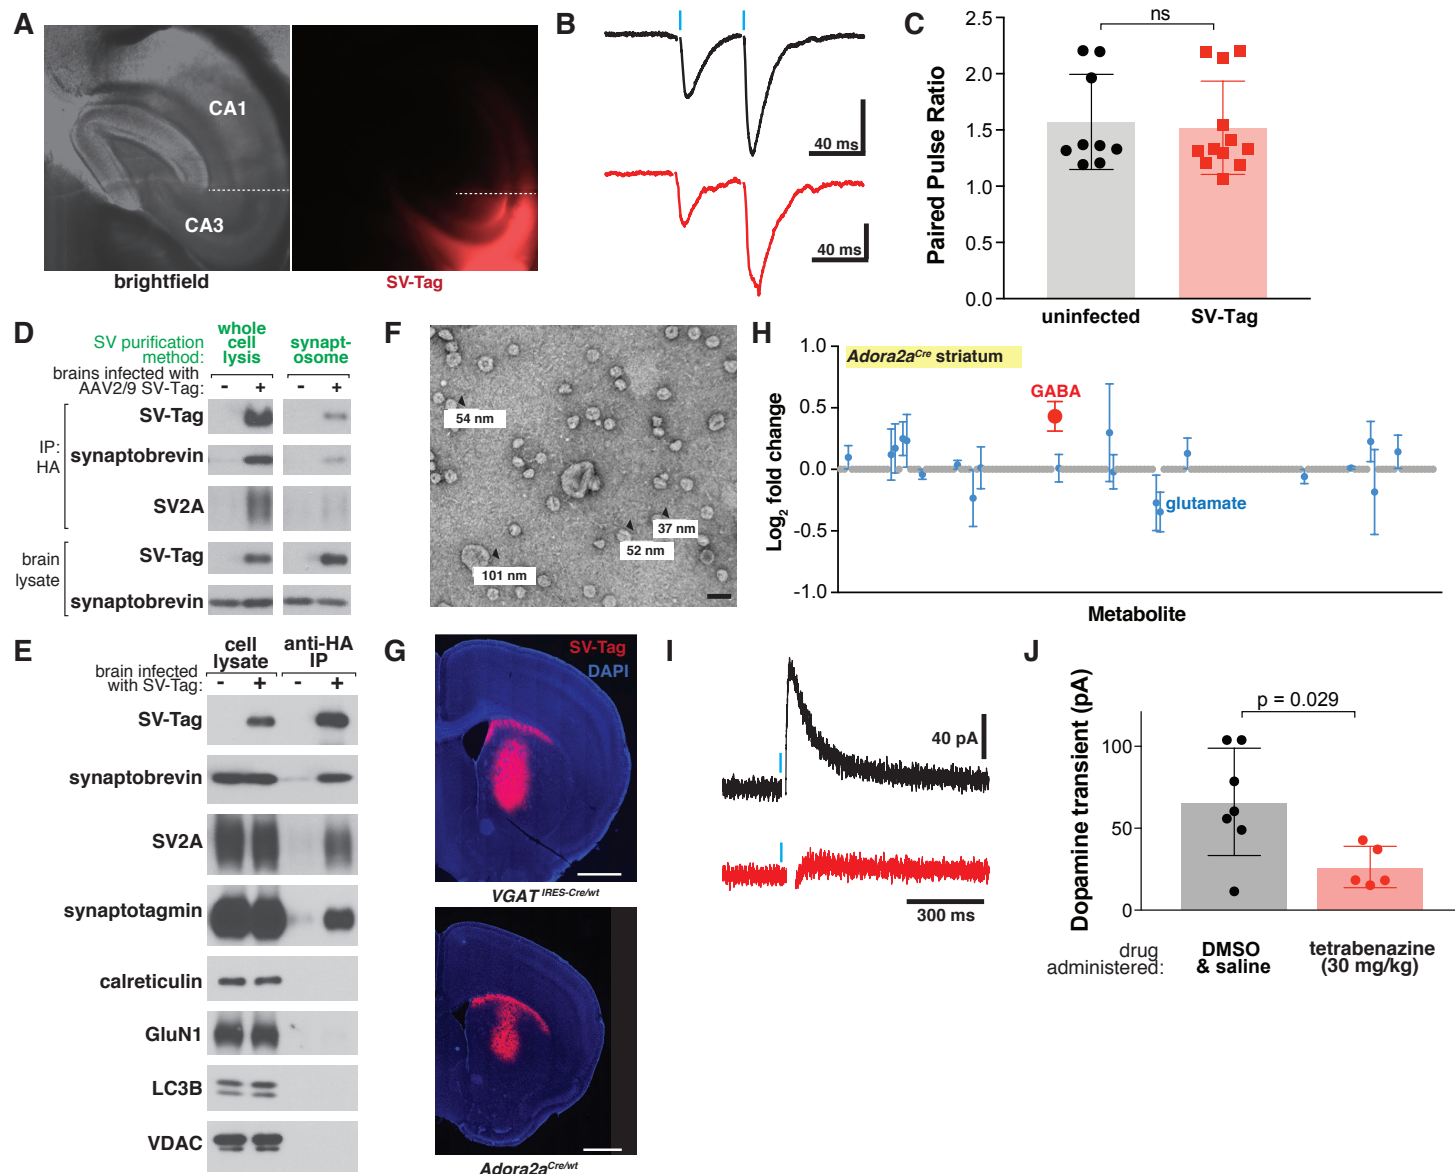 A
CA1
CA3
brightfield
SV-Tag
B
40 ms
40 ms
C
ns
Paired Pulse Ratio
2.5
2.0
1.5
1.0
0.5
0.0
uninfected
SV-Tag
D
SV purification
method:
whole
cell
lysis
synapt-
osome
brains infected with
AAV2/9 SV-Tag:
- + - +
IP:
HA
SV-Tag
synaptobrevin
SV2A
brain
lysate
SV-Tag
synaptobrevin
E
cell
lysate
anti-HA
IP
brain infected
with SV-Tag:
- + - +
SV-Tag
synaptobrevin
SV2A
synaptotagmin
calreticulin
GluN1
LC3B
VDAC
F
54 nm
37 nm
52 nm
101 nm
G
SV-Tag
DAPI
VGAT IRES-Cre/wt
Adora2aCre/wt
H
Adora2aCre striatum
GABA
glutamate
Log2 fold change
1.0
0.5
0.0
-0.5
-1.0
Metabolite
I
40 pA
300 ms
J
p = 0.029
Dopamine transient (pA)
100
50
0
drug
administered:
DMSO
& saline
tetrabenazine
(30 mg/kg)